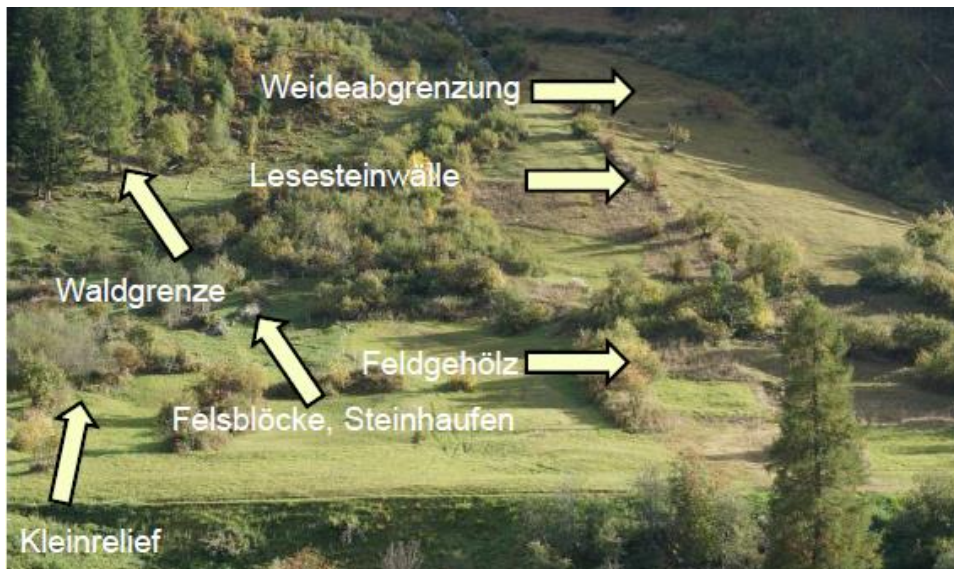 Weideabgrenzung
Lesesteinwälle
Waldgrenze
Feldgehölz
Felsblöcke, Steinhaufen
Kleinrelief